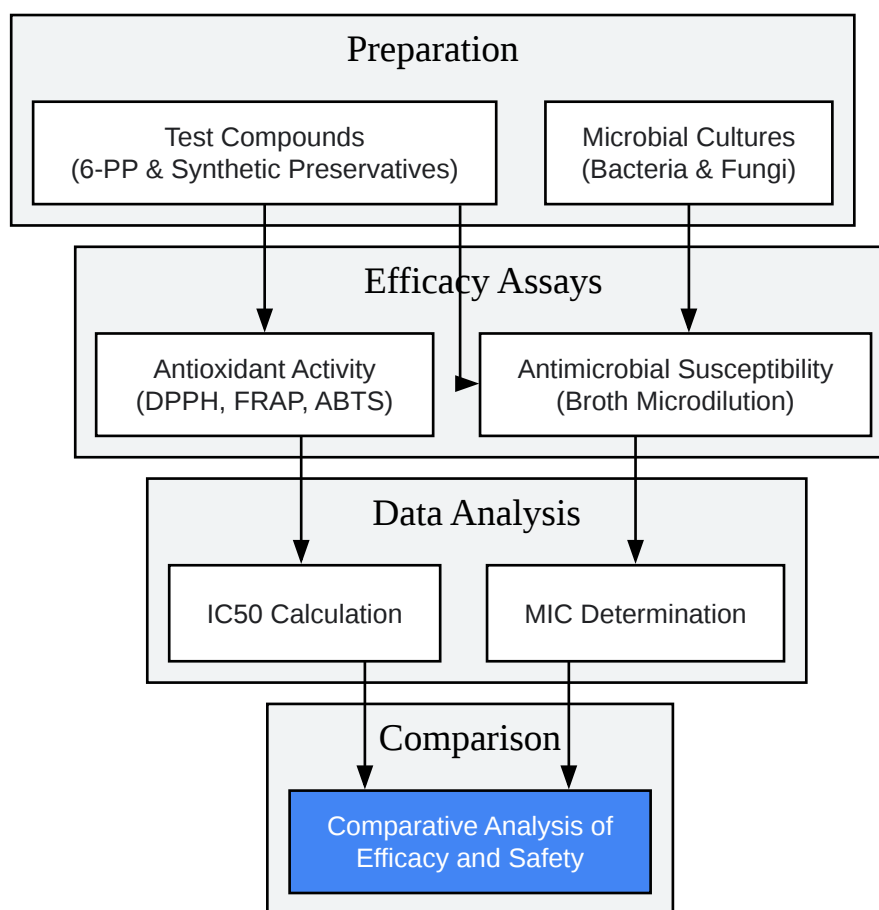 Preparation
Test Compounds
(6-PP & Synthetic Preservatives)
Microbial Cultures
(Bacteria & Fungi)
Efficacy Assays
Antioxidant Activity
(DPPH, FRAP, ABTS)
Antimicrobial Susceptibility
(Broth Microdilution)
Data Analysis
IC50 Calculation
MIC Determination
Comparison
Comparative Analysis of
Efficacy and Safety